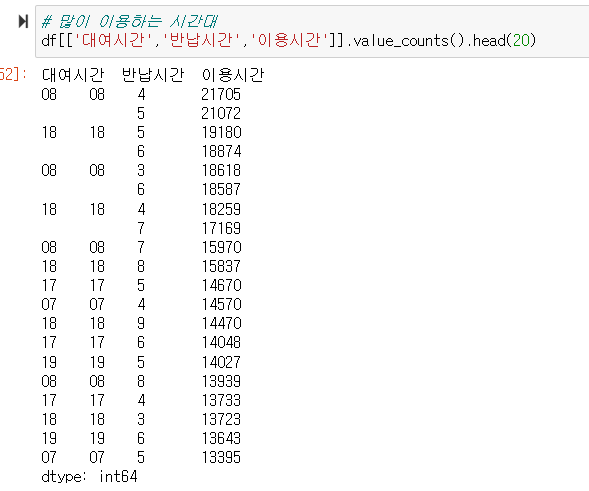 # 많이 이용하는 시간대
df[['대여시간','반납시간','이용시간']].value_counts().head(20)
52]: 대여시간 반납시간 이용시간
08 08 4 21705
5 21072
18 18 5 19180
6 18874
08 08 3 18618
6 18587
18 18 4 18259
7 17169
08 08 7 15970
18 18 8 15837
17 17 5 14670
07 07 4 14570
18 18 9 14470
17 17 6 14048
19 19 5 14027
08 08 8 13939
17 17 4 13733
18 18 3 13723
19 19 6 13643
07 07 5 13395
dtype: int64